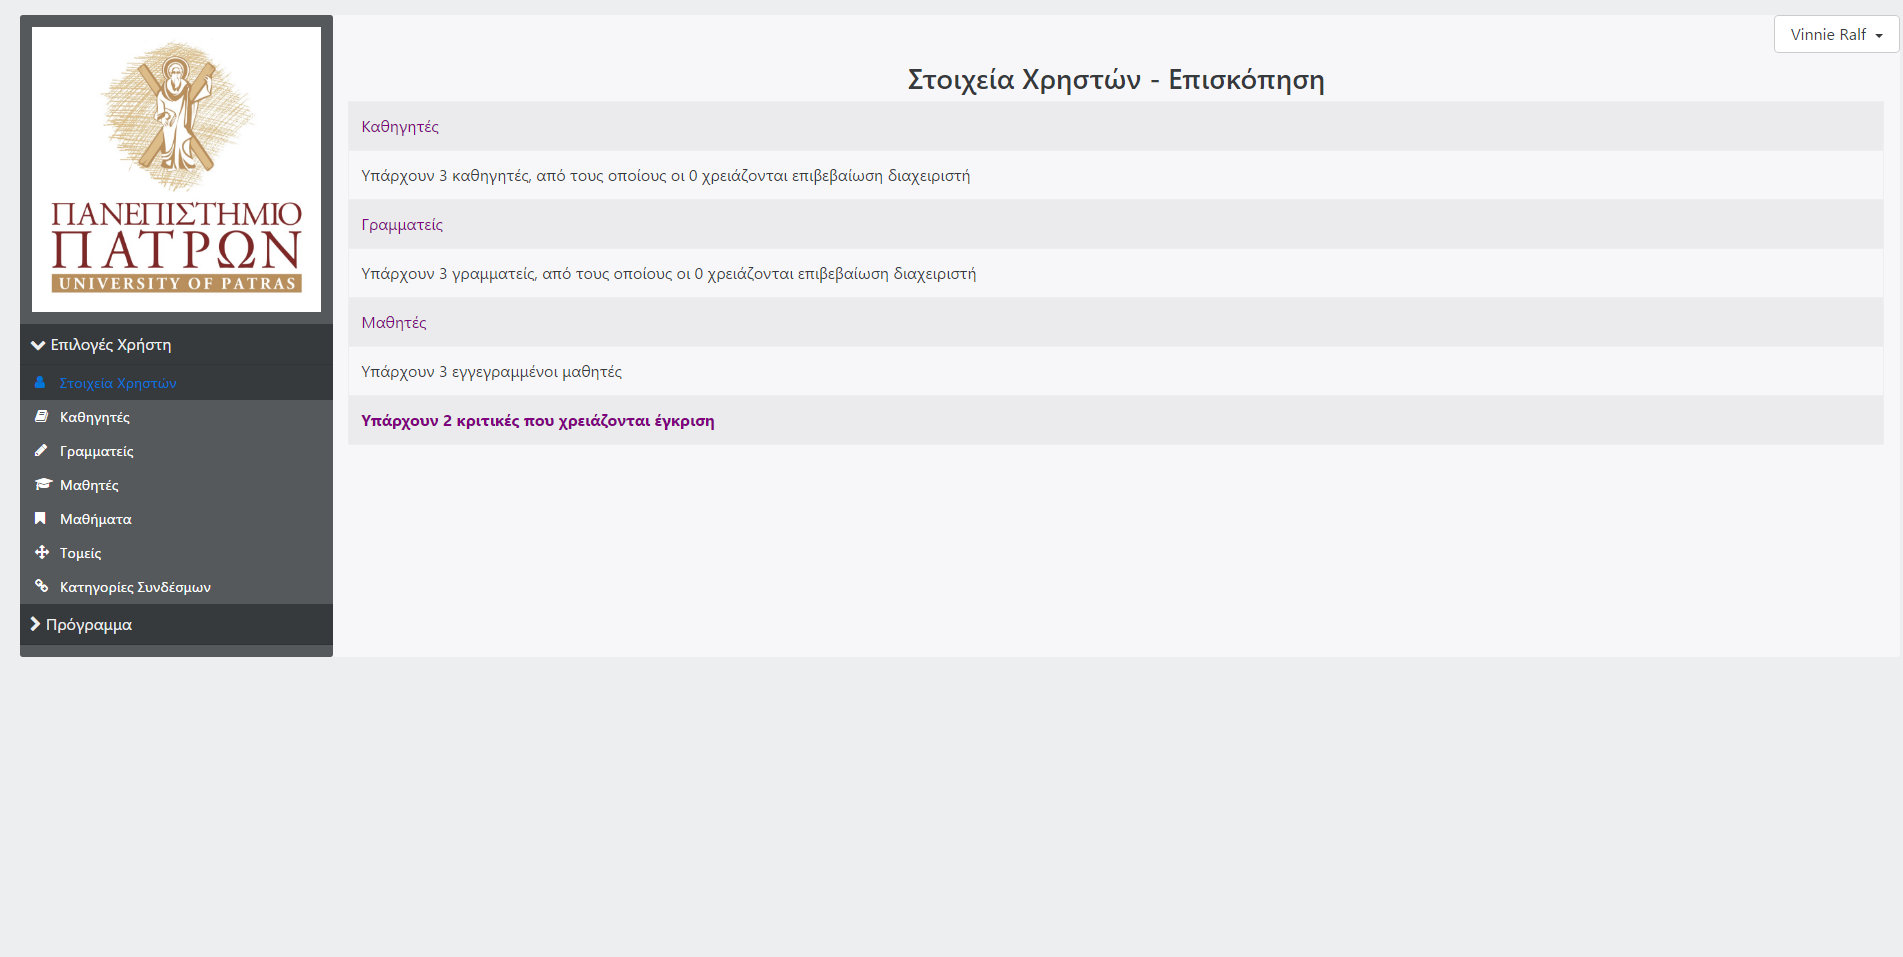 ΠΑΝΕΠΙΣΤΗΜΙΟ
ΠΑΤΡΩΝ
UNIVERSITY OF PATRAS
Επιλογές Χρήστη
Στοιχεία Χρηστών
Καθηγητές
Γραμματείς
Μαθητές
Μαθήματα
Τομείς
Κατηγορίες Συνδέσμων
Πρόγραμμα
Vinnie Ralf
Στοιχεία Χρηστών - Επισκόπηση
Καθηγητές
Υπάρχουν 3 καθηγητές, από τους οποίους οι 0 χρειάζονται επιβεβαίωση διαχειριστή
Γραμματείς
Υπάρχουν 3 γραμματείς, από τους οποίους οι 0 χρειάζονται επιβεβαίωση διαχειριστή
Μαθητές
Υπάρχουν 3 εγγεγραμμένοι μαθητές
Υπάρχουν 2 κριτικές που χρειάζονται έγκριση